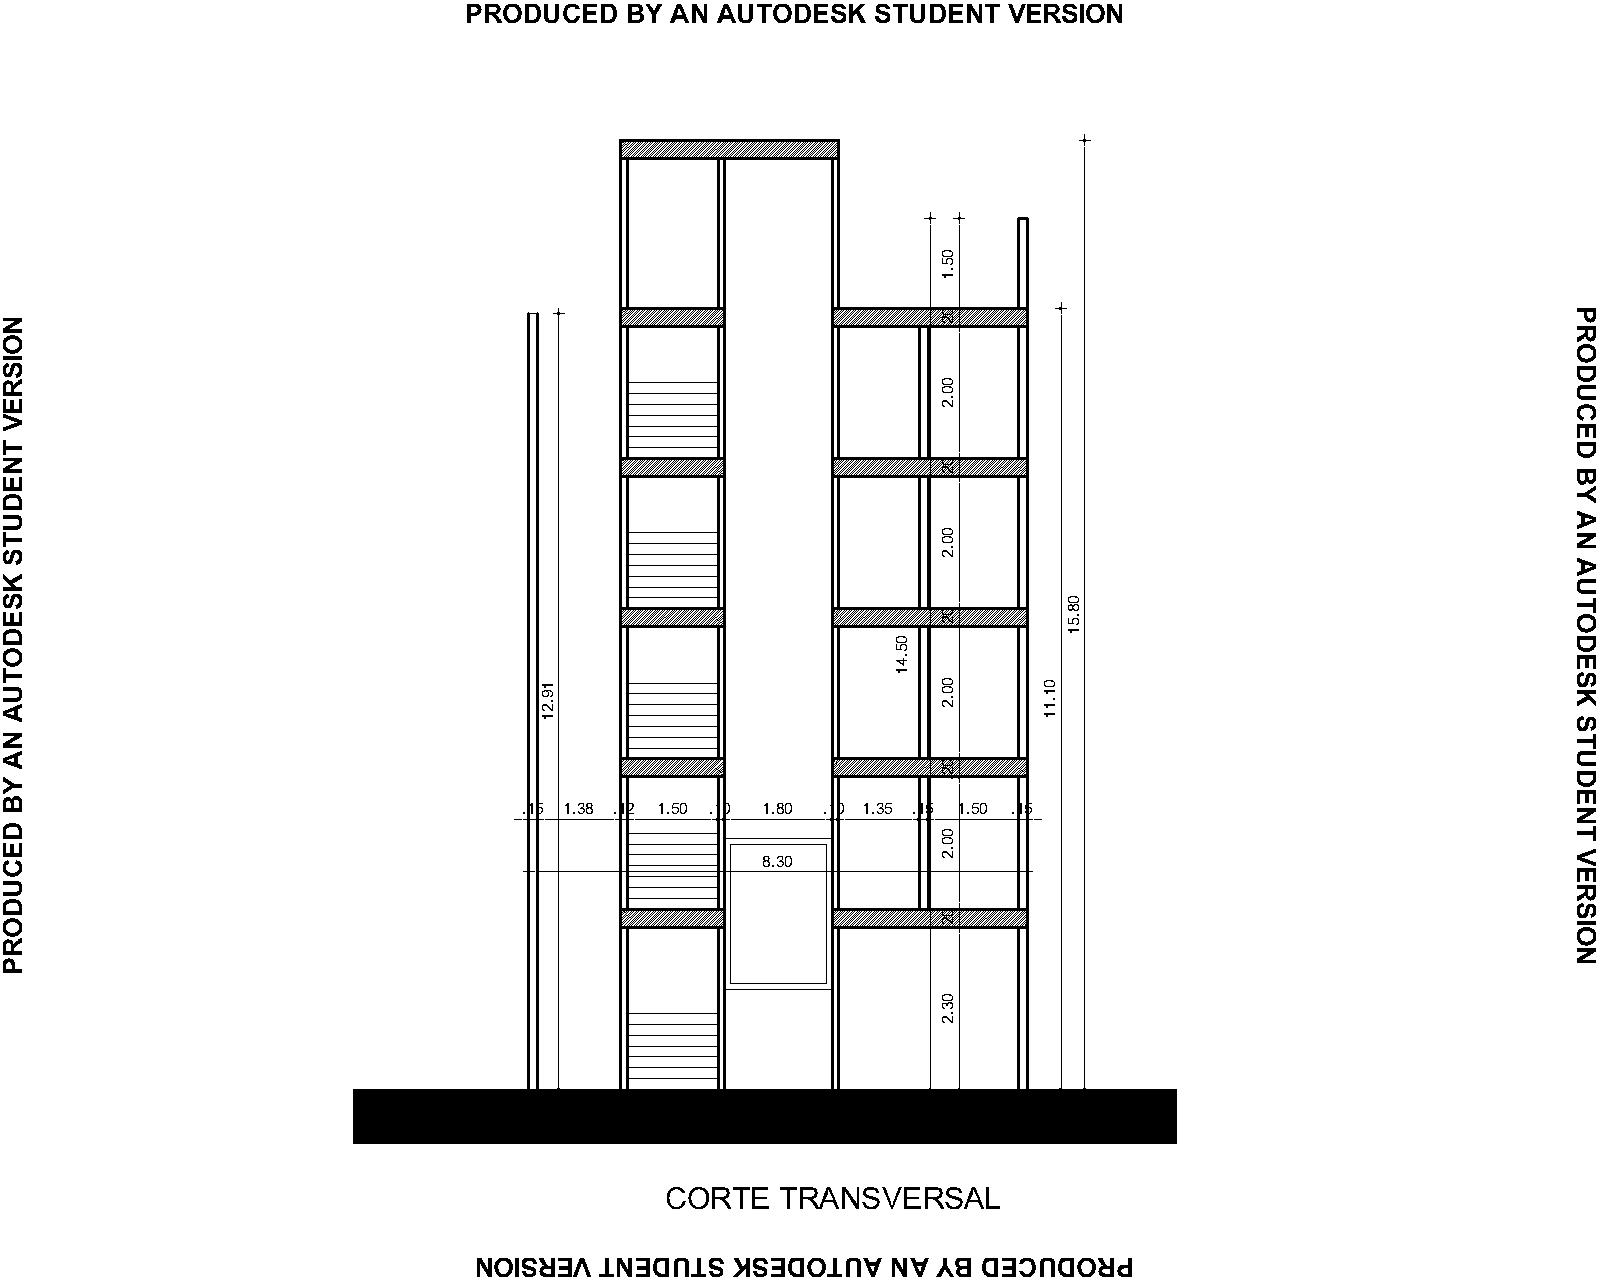 PRODUCED BY AN AUTODESK STUDENT VERSION
PRODUCED BY AN AUTODESK STUDENT VERSION
PRODUCED BY AN AUTODESK STUDENT VERSION
1.50
.20
2.00
.20
2.00
.20
15.80
14.50
2.00
12.91
11.10
.20
.15 1.38 .12 1.50 .10 1.80 .10 1.35 .15 1.50 .15
2.00
8.30
.20
2.30
CORTE TRANSVERSAL
PRODUCED BY AN AUTODESK STUDENT VERSION